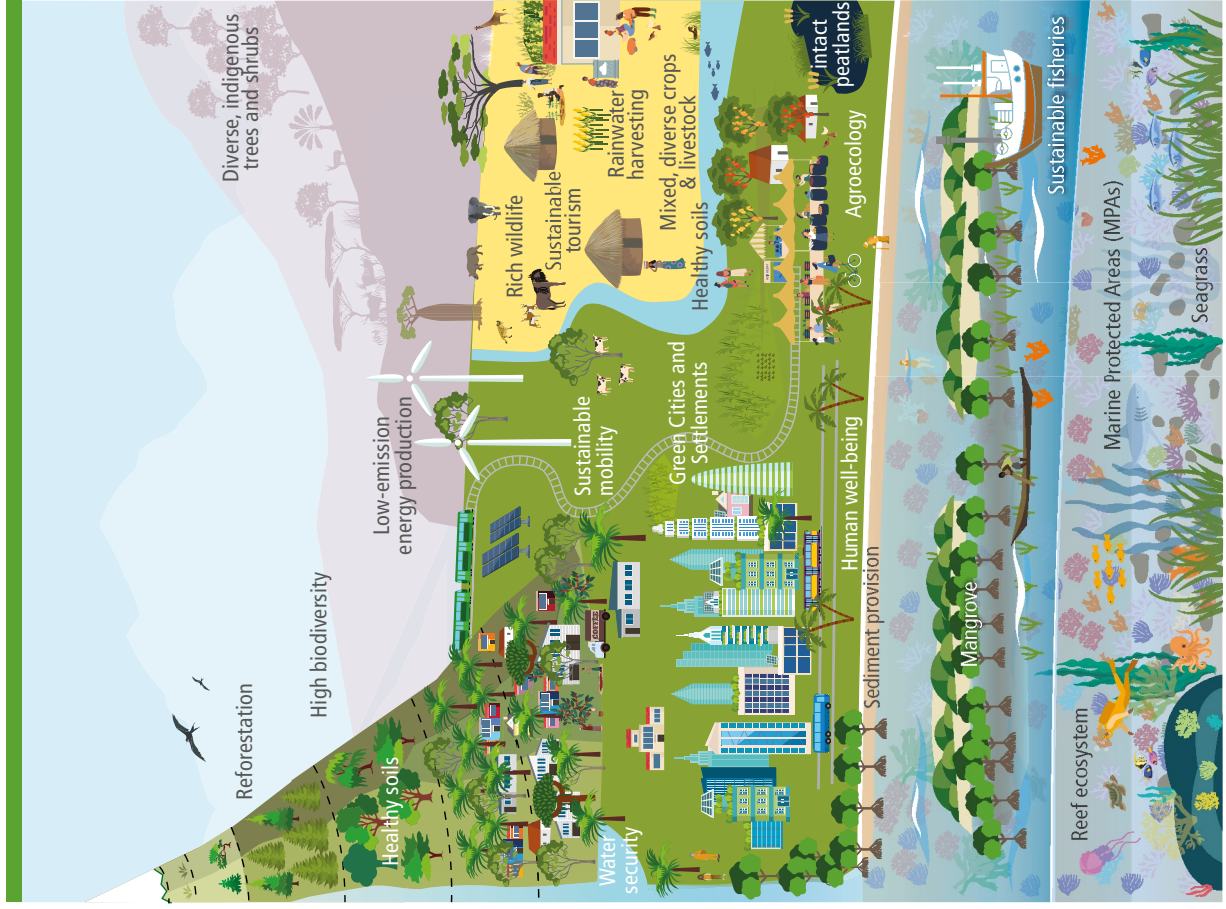 Diverse, indigenous
trees and shrubs
Reforestation
High biodiversity
Low-emission
energy production
Healthy soils
Rich wildlife
Sustainable
tourism
Rainwater
harvesting
Mixed, diverse crops
& livestock
Sustainable
mobility
Water
security
Green Cities and
Settlements
Healthy soils
Intact
peatlands
Agroecology
Human well-being
Sediment provision
Mangrove
Sustainable fisheries
Reef ecosystem
Marine Protected Areas (MPAs)
Seagrass